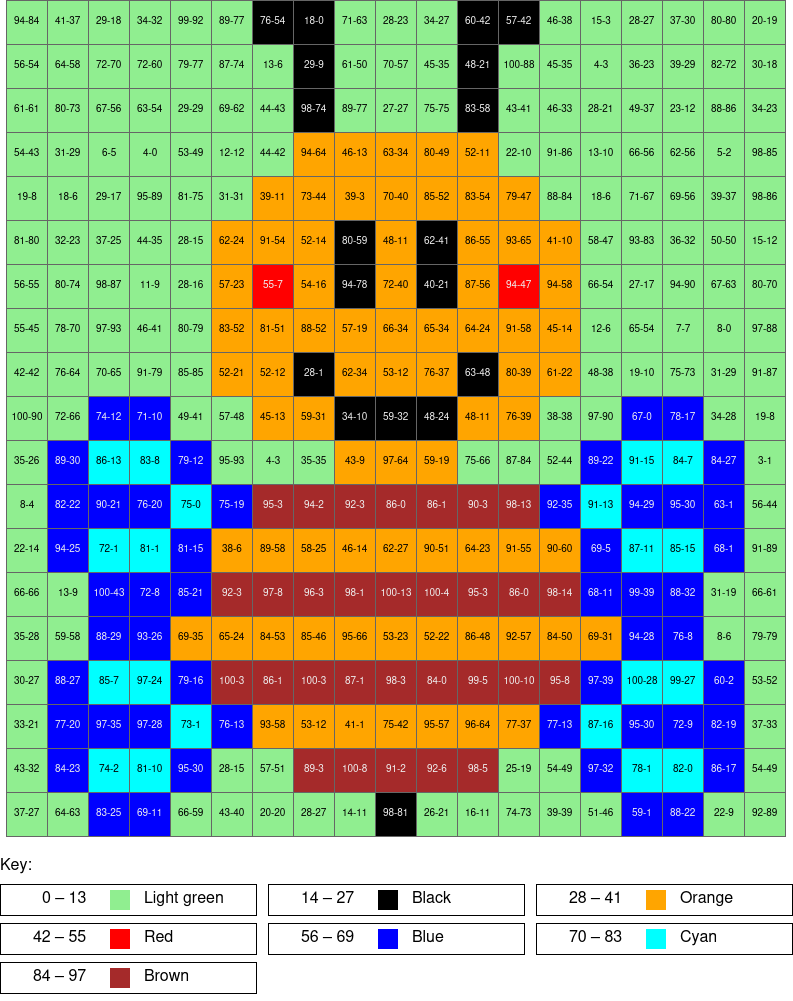 94-84 41-37 29-18 34-32 99-92 89-77 76-54 18-0 71-63 28-23 34-27 60-42 57-42 46-38 15-3 28-27 37-30 80-80 20-19
56-54 64-58 72-70 72-60 79-77 87-74 13-6 29-9 61-50 70-57 45-35 48-21 100-88 45-35 4-3 36-23 39-29 82-72 30-18
61-61 80-73 67-56 63-54 29-29 69-62 44-43 98-74 89-77 27-27 75-75 83-58 43-41 46-33 28-21 49-37 23-12 88-86 34-23
54-43 31-29 6-5 4-0 53-49 12-12 44-42 94-64 46-13 63-34 80-49 52-11 22-10 91-86 13-10 66-56 62-56 5-2 98-85
19-8 18-6 29-17 95-89 81-75 31-31 39-11 73-44 39-3 70-40 85-52 83-54 79-47 88-84 18-6 71-67 69-56 39-37 98-86
81-80 32-23 37-25 44-35 28-15 62-24 91-54 52-14 80-59 48-11 62-41 86-55 93-65 41-10 58-47 93-83 36-32 50-50 15-12
56-55 80-74 98-87 11-9 28-16 57-23 55-7 54-16 94-78 72-40 40-21 87-56 94-47 94-58 66-54 27-17 94-90 67-63 80-70
55-45 78-70 97-93 46-41 80-79 83-52 81-51 88-52 57-19 66-34 65-34 64-24 91-58 45-14 12-6 65-54 7-7 8-0 97-88
42-42 76-64 70-65 91-79 85-85 52-21 52-12 28-1 62-34 53-12 76-37 63-48 80-39 61-22 48-38 19-10 75-73 31-29 91-87
100-90 72-66 74-12 71-10 49-41 57-48 45-13 59-31 34-10 59-32 48-24 48-11 76-39 38-38 97-90 67-0 78-17 34-28 19-8
35-26 89-30 86-13 83-8 79-12 95-93 4-3 35-35 43-9 97-64 59-19 75-66 87-84 52-44 89-22 91-15 84-7 84-27 3-1
8-4 82-22 90-21 76-20 75-0 75-19 95-3 94-2 92-3 86-0 86-1 90-3 98-13 92-35 91-13 94-29 95-30 63-1 56-44
22-14 94-25 72-1 81-1 81-15 38-6 89-58 58-25 46-14 62-27 90-51 64-23 91-55 90-60 69-5 87-11 85-15 68-1 91-89
66-66 13-9 100-43 72-8 85-21 92-3 97-8 96-3 98-1 100-13 100-4 95-3 86-0 98-14 68-11 99-39 88-32 31-19 66-61
35-28 59-58 88-29 93-26 69-35 65-24 84-53 85-46 95-66 53-23 52-22 86-48 92-57 84-50 69-31 94-28 76-8 8-6 79-79
30-27 88-27 85-7 97-24 79-16 100-3 86-1 100-3 87-1 98-3 84-0 99-5 100-10 95-8 97-39 100-28 99-27 60-2 53-52
33-21 77-20 97-35 97-28 73-1 76-13 93-58 53-12 41-1 75-42 95-57 96-64 77-37 77-13 87-16 95-30 72-9 82-19 37-33
43-32 84-23 74-2 81-10 95-30 28-15 57-51 89-3 100-8 91-2 92-6 98-5 25-19 54-49 97-32 78-1 82-0 86-17 54-49
37-27 64-63 83-25 69-11 66-59 43-40 20-20 28-27 14-11 98-81 26-21 16-11 74-73 39-39 51-46 59-1 88-22 22-9 92-89
Key:
0 – 13 Light green 14 – 27 Black 28 – 41 Orange
42 – 55 Red 56 – 69 Blue 70 – 83 Cyan
84 – 97 Brown